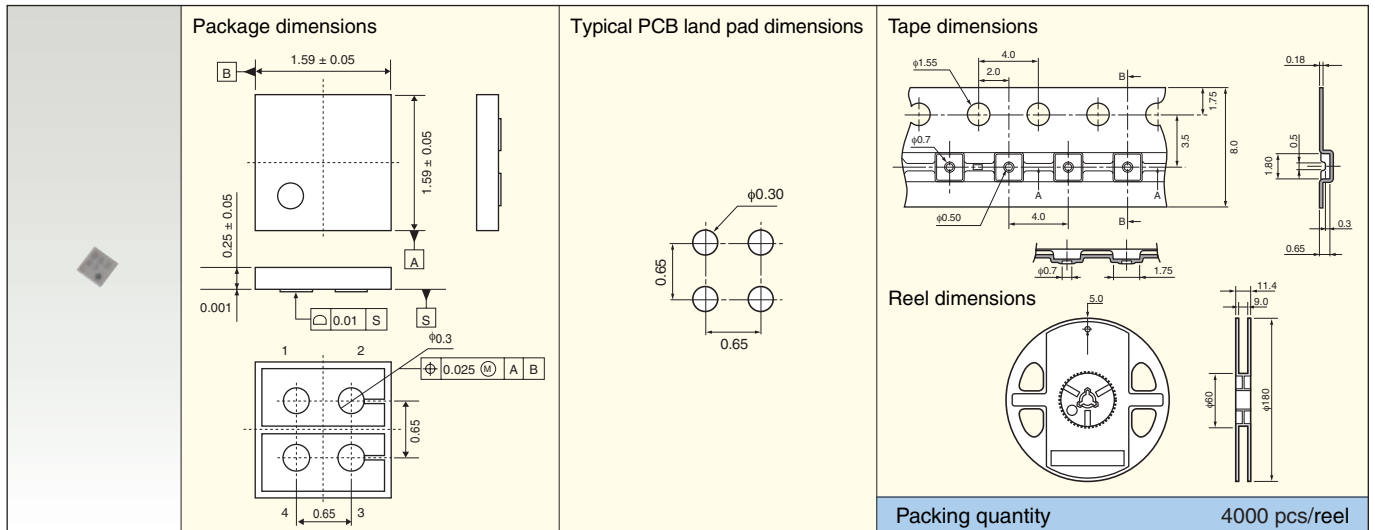 Package dimensions
1.59 ± 0.05
B
1.59 ± 0.05
A
0.25 ± 0.05
0.001
0.01 S
S
1 2
φ0.3
0.025 Ⓜ A B
0.65
4 0.65 3
Typical PCB land pad dimensions
φ0.30
0.65
0.65
Tape dimensions
φ1.55
4.0
2.0
B
1.75
3.5
8.0
φ0.7
φ0.50
4.0
A
A
B
φ0.7
1.75
0.18
0.5
1.80
0.3
0.65
Reel dimensions
5.0
11.4
9.0
φ60
φ180
Packing quantity 4000 pcs/reel